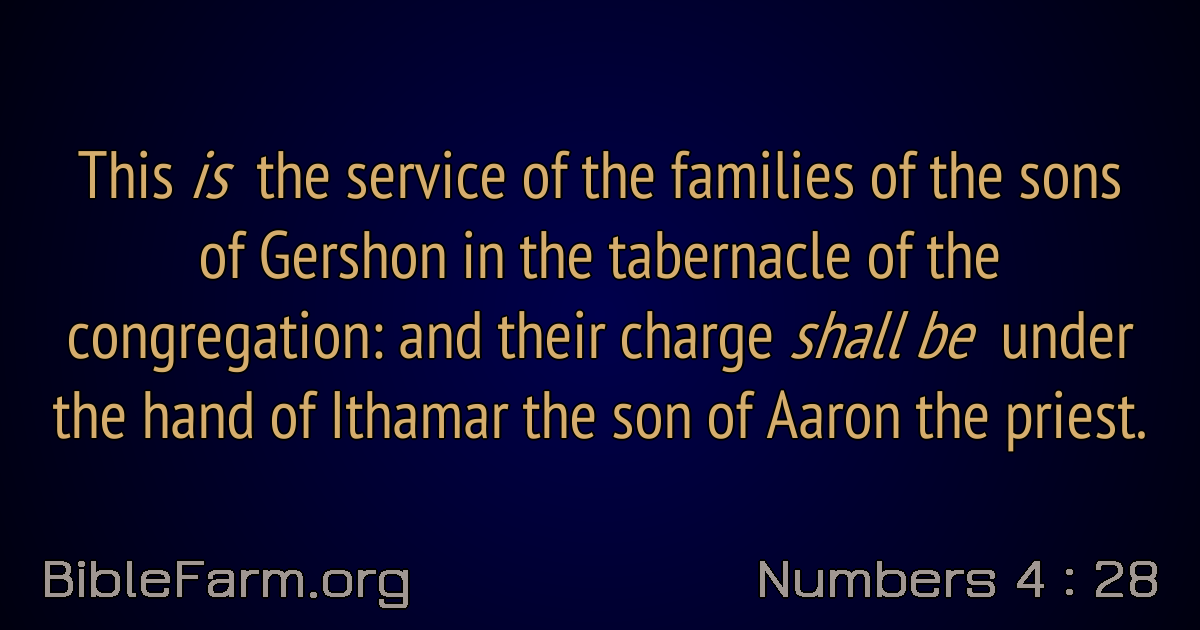 This is the service of the families of the sons
of Gershon in the tabernacle of the
congregation: and their charge shall be under
the hand of Ithamar the son of Aaron the priest.
BibleFarm.org
Numbers 4 : 28